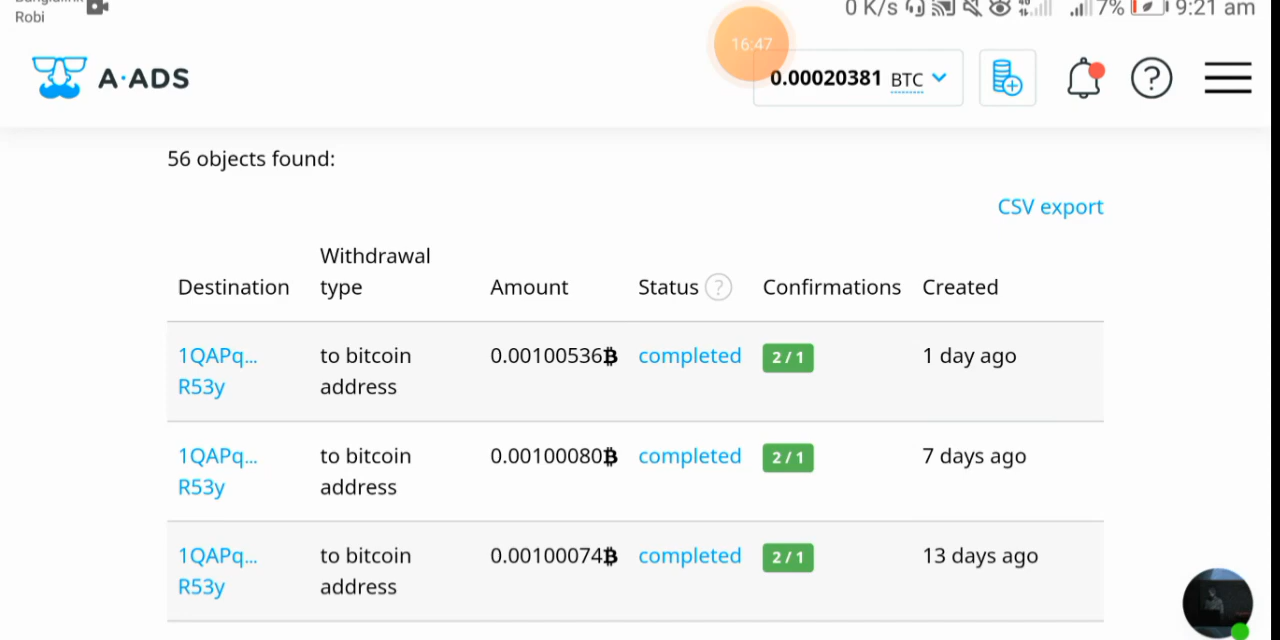 Banglalink
Robi
0 K/s
7%
9:21 am
16:47
A·ADS
0.00020381 BTC
56 objects found:
CSV export
Withdrawal
Destination type Amount Status ? Confirmations Created
1QAPq... to bitcoin 0.00100536₿ completed 2 / 1 1 day ago
R53y address
1QAPq... to bitcoin 0.00100080₿ completed 2 / 1 7 days ago
R53y address
1QAPq... to bitcoin 0.00100074₿ completed 2 / 1 13 days ago
R53y address